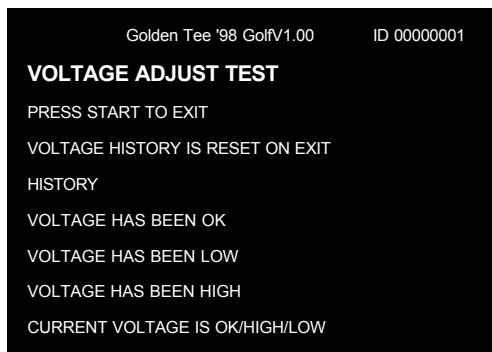 Golden Tee '98 GolfV1.00 ID 00000001
VOLTAGE ADJUST TEST
PRESS START TO EXIT
VOLTAGE HISTORY IS RESET ON EXIT
HISTORY
VOLTAGE HAS BEEN OK
VOLTAGE HAS BEEN LOW
VOLTAGE HAS BEEN HIGH
CURRENT VOLTAGE IS OK/HIGH/LOW